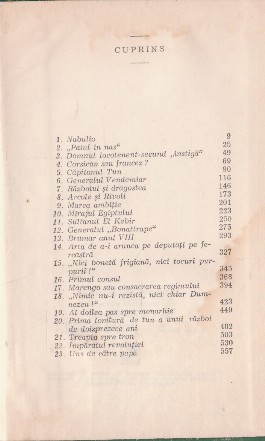 CUPRINS
1. Nabulio 9
2. „Paiul în nas" 25
3. Domnul locotenent-secund „Lustigă" 49
4. Corsican sau francez? 69
5. Căpitanul Tun 90
6. Generalul Vendémiar 116
7. Războiul și dragostea 146
8. Arcole și Rivoli 173
9. Marea ambiție 201
10. Mirajul Egiptului 223
11. Sultanul El Kebir 250
12. Generalul „Bonatirape" 275
13. Brumar anul VIII 293
14. Arta de a-i arunca pe deputați pe fe-
reastră 327
15. „Nici bonetă frigiană, nici tocuri pur-
purii!" 345
16. Primul consul 368
17. Marengo sau consacrarea regimului 394
18. „Nimic nu-i rezistă, nici chiar Dum-
nezeu!" 423
19. Al doilea pas spre monarhie 449
20. Prima lovitură de tun a unui război
de doisprezece ani 482
21. Treapta spre tron 503
22. Împăratul revoluției 530
23. Uns de către papă 557